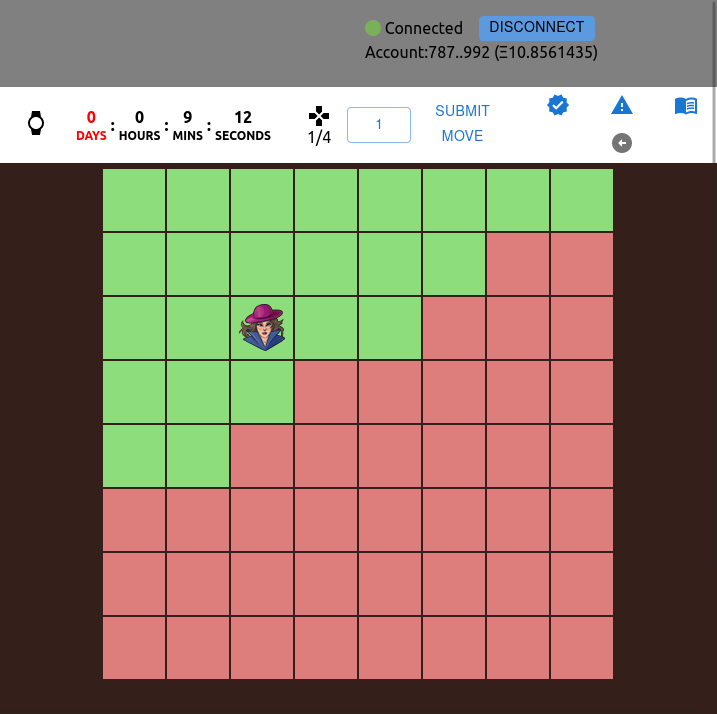 Connected DISCONNECT
Account:787..992 (Ξ10.8561435)
0 : 0 : 9 : 12
DAYS HOURS MINS SECONDS
1/4
1
SUBMIT
MOVE